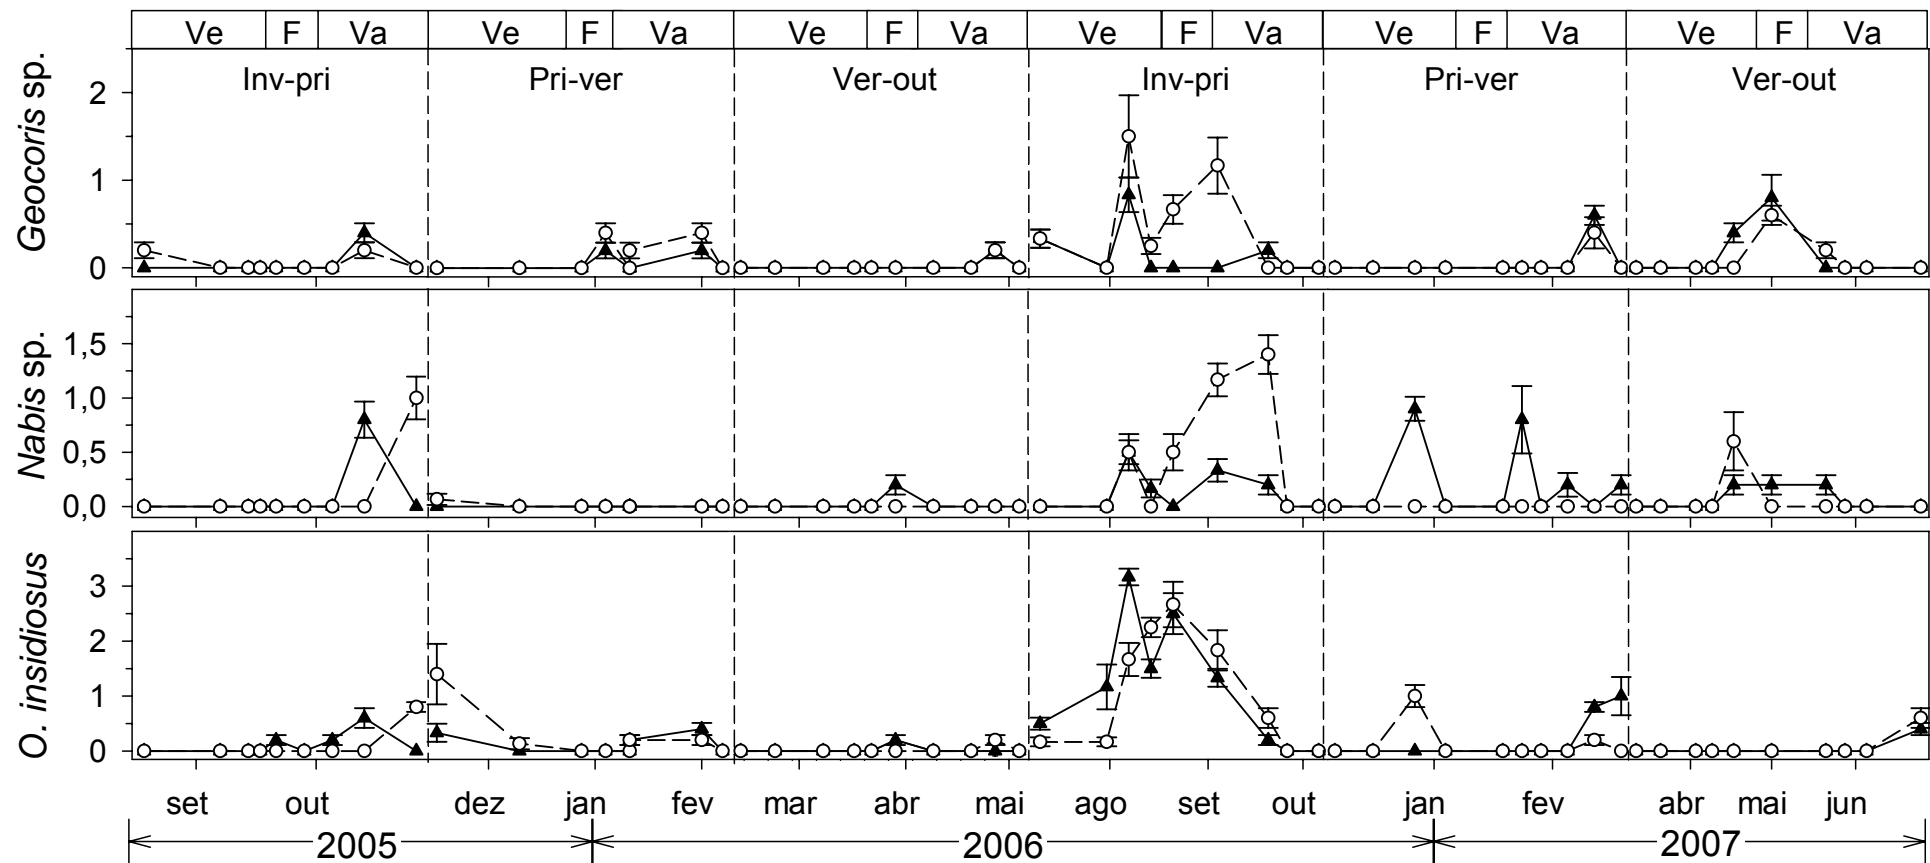 Ve F Va Ve F Va Ve F Va Ve F Va Ve F Va Ve F Va
Inv-pri Pri-ver Ver-out Inv-pri Pri-ver Ver-out
Geocoris sp.
2
1
0
Nabis sp.
1,5
1,0
0,5
0,0
O. insidiosus
3
2
1
0
set out dez jan fev mar abr mai ago set out jan fev abr mai jun
2005 2006 2007